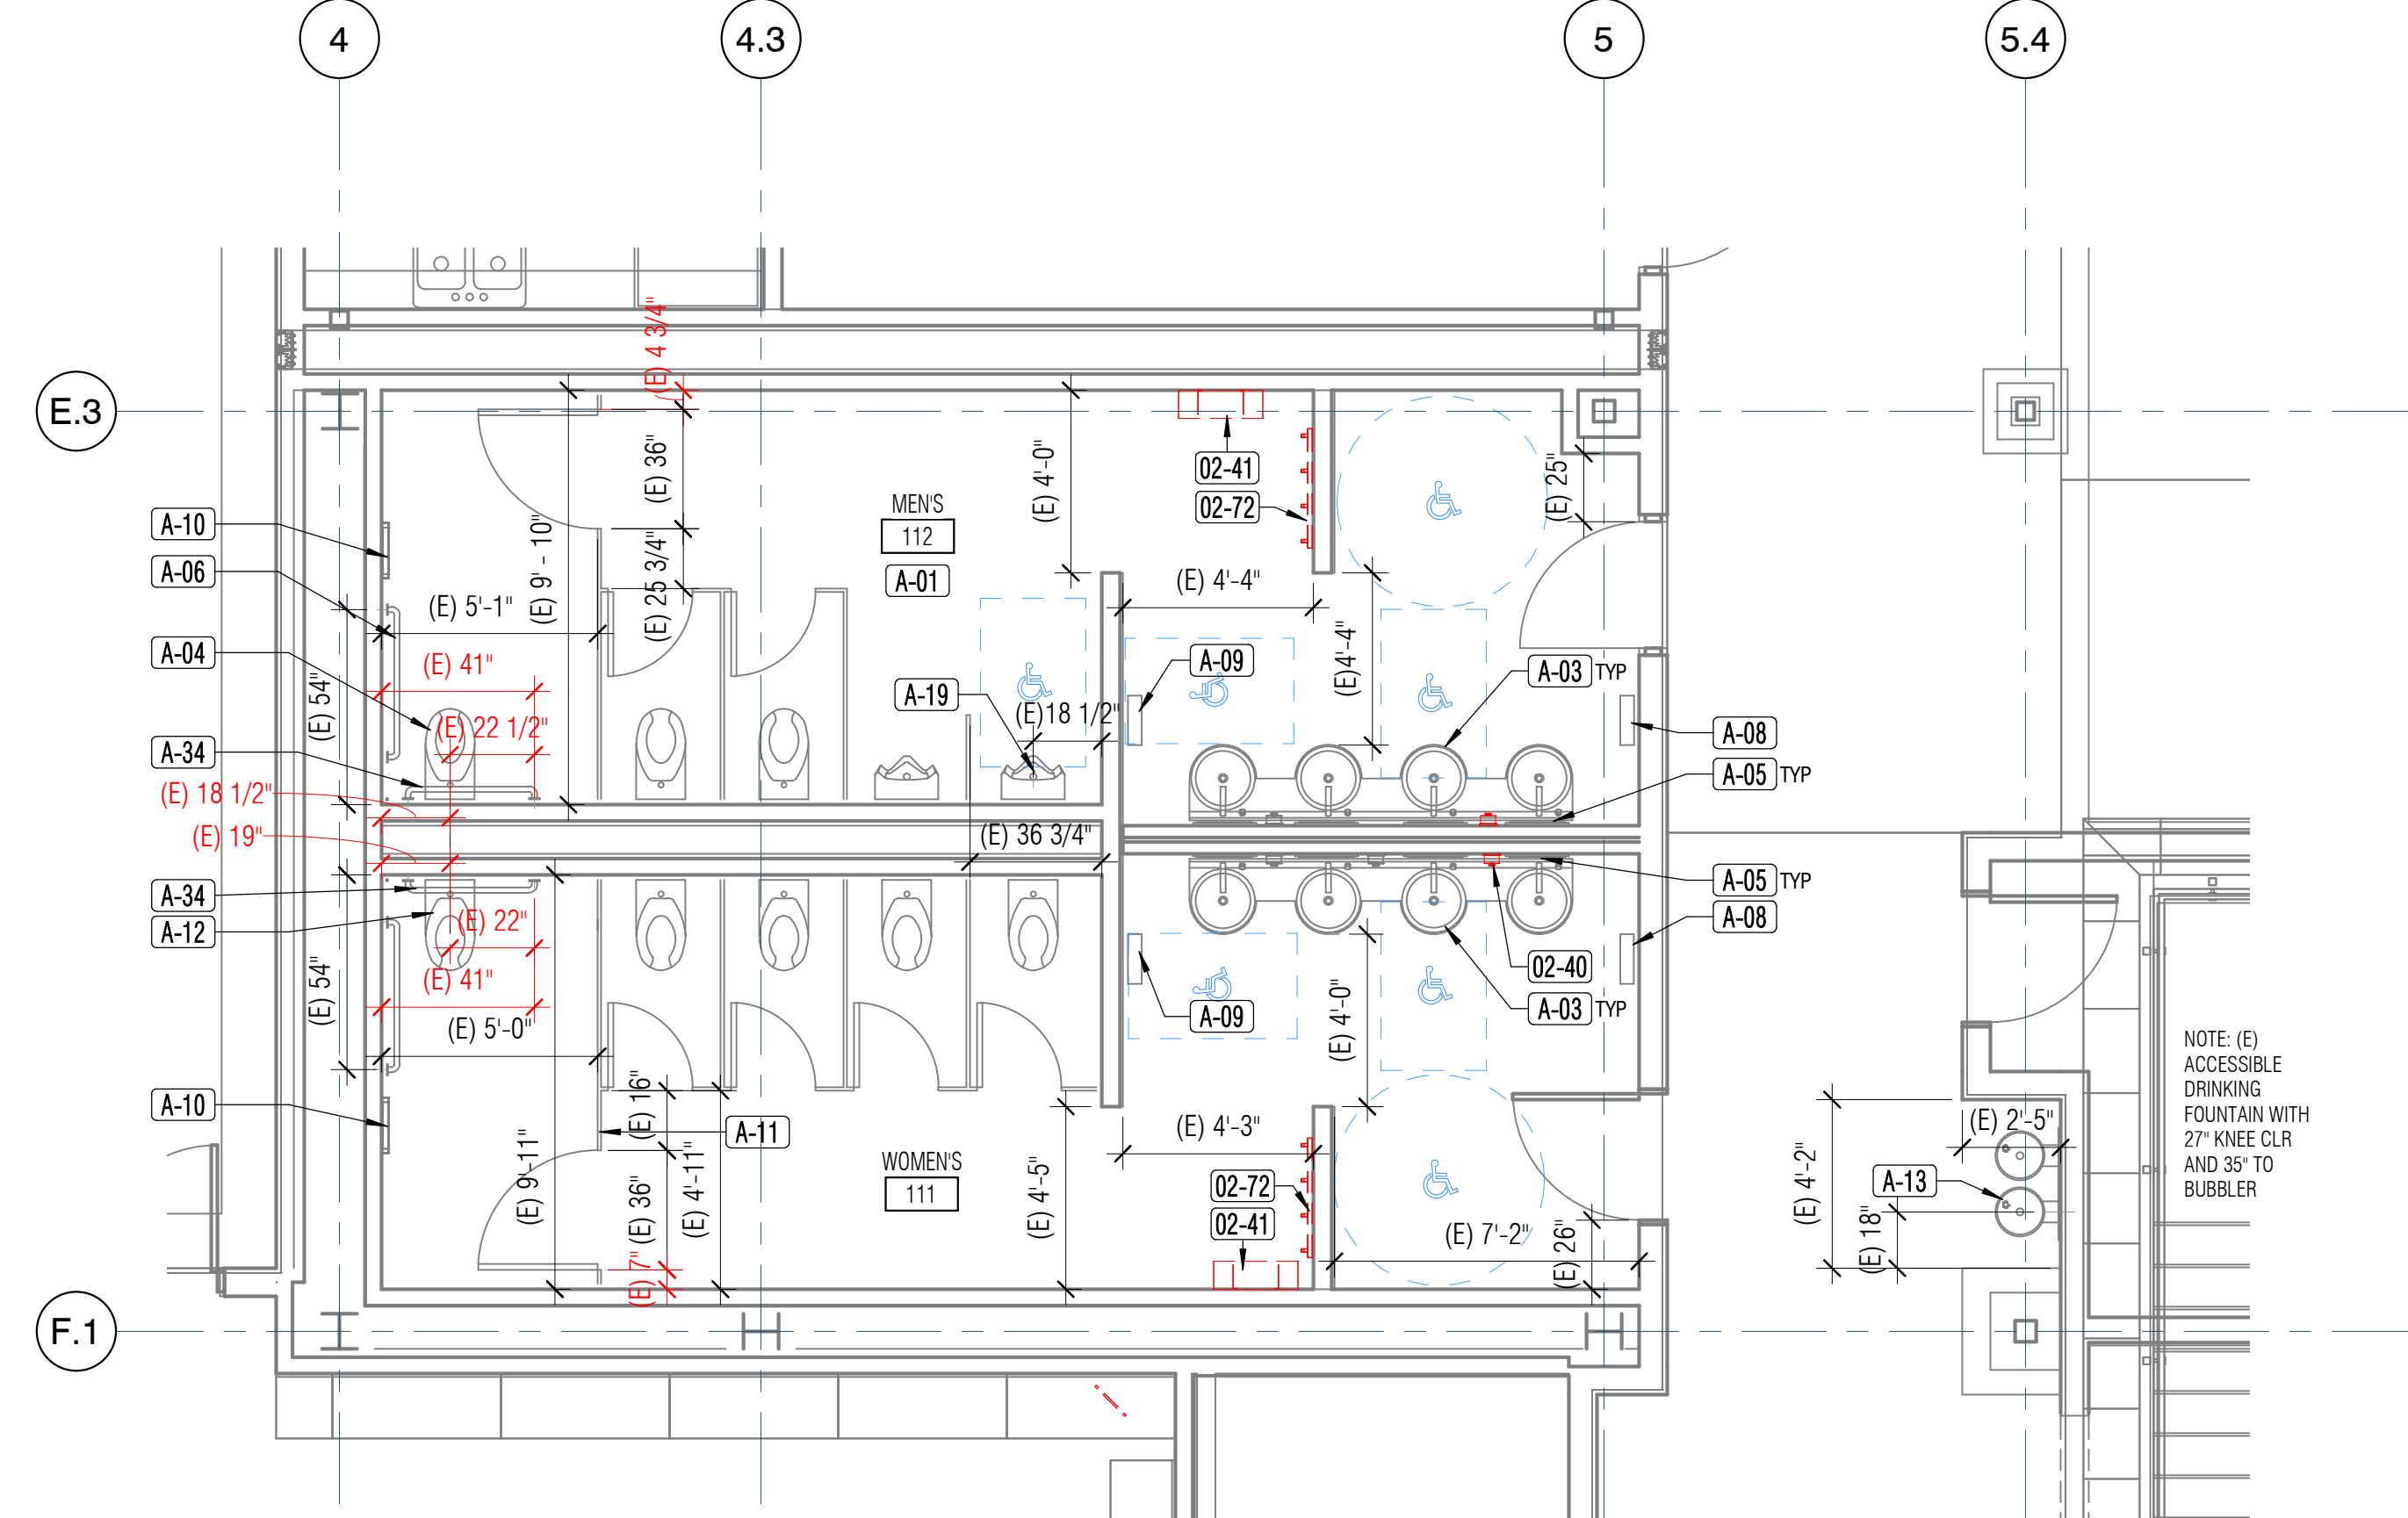 4
4.3
5
5.4
E.3
(E) 4 3/4"
(E) 36"
(E) 4'-0"
02-41
02-72
(E) 25"
MEN'S
112
A-01
A-10
A-06
(E) 9' - 10"
(E) 25 3/4"
(E) 5'-1"
(E) 4'-4"
(E)4'-4"
A-04
(E) 41"
(E) 54"
A-09
A-03 TYP
A-19
(E)18 1/2"
(E) 22 1/2"
A-08
A-34
A-05 TYP
(E) 18 1/2"
(E) 19"
(E) 36 3/4"
A-34
A-12
(E) 22"
A-05 TYP
A-08
(E) 41"
(E) 54"
02-40
A-03 TYP
A-09
(E) 5'-0"
(E) 4'-0"
A-10
(E) 16"
A-11
(E) 4'-3"
(E) 9'-11"
(E) 4'-11"
(E) 36"
(E) 7"
WOMEN'S
111
(E) 4'-5"
02-72
02-41
(E) 7'-2"
(E) 26"
(E) 2'-5"
A-13
(E) 4'-2"
(E) 18"
NOTE: (E)
ACCESSIBLE
DRINKING
FOUNTAIN WITH
27" KNEE CLR
AND 35" TO
BUBBLER
F.1